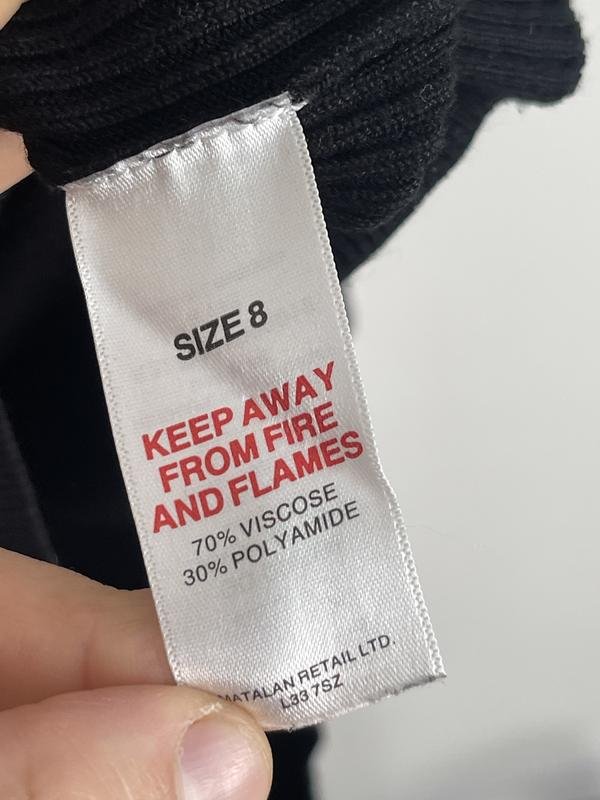 SIZE 8
KEEP AWAY
FROM FIRE
AND FLAMES
70% VISCOSE
30% POLYAMIDE
MATALAN RETAIL LTD.
L33 7SZ